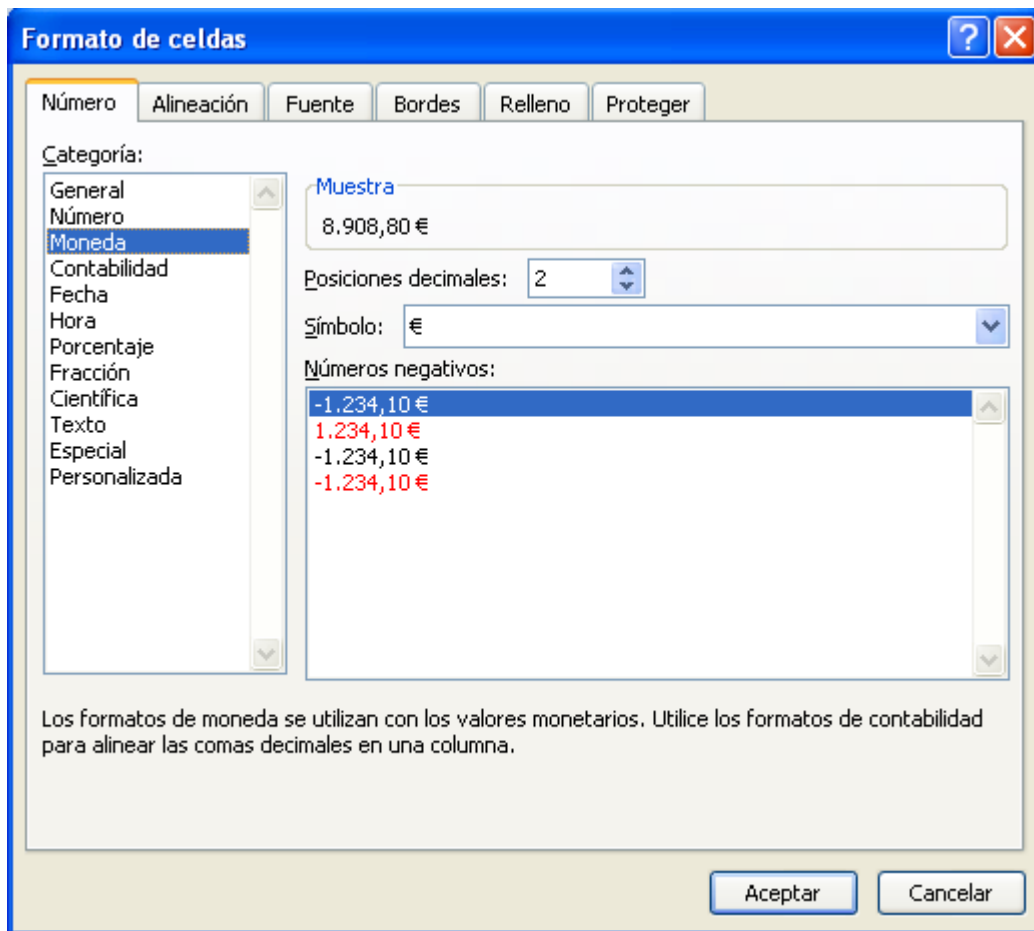 Formato de celdas
Número Alineación Fuente Bordes Relleno Proteger
Categoría:
General
Número
Moneda
Contabilidad
Fecha
Hora
Porcentaje
Fracción
Científica
Texto
Especial
Personalizada
Muestra
8.908,80 €
Posiciones decimales: 2
Símbolo: €
Números negativos:
-1.234,10 €
1.234,10 €
-1.234,10 €
-1.234,10 €
Los formatos de moneda se utilizan con los valores monetarios. Utilice los formatos de contabilidad
para alinear las comas decimales en una columna.
Aceptar Cancelar